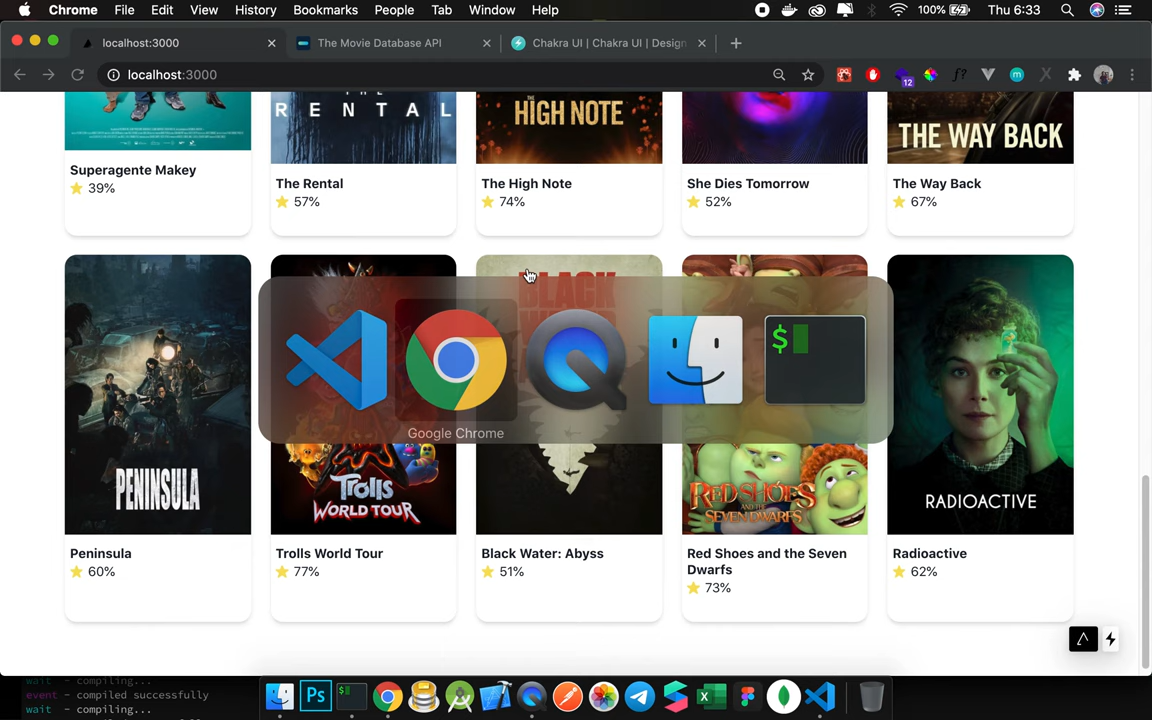 Chrome File Edit View History Bookmarks People Tab Window Help 100% Thu 6:33
localhost:3000 The Movie Database API Chakra UI | Chakra UI | Design
localhost:3000 12 f?
THE
RENTAL
HIGH NOTE
THE WAY BACK
Superagente Makey
39%
The Rental
57%
The High Note
74%
She Dies Tomorrow
52%
The Way Back
67%
BLACK
$
Google Chrome
PENINSULA
Trolls
WORLD TOUR
RED SHOES
AND THE
SEVEN DWARFS
RADIOACTIVE
Peninsula
60%
Trolls World Tour
77%
Black Water: Abyss
51%
Red Shoes and the Seven
Dwarfs
73%
Radioactive
62%
wait - compiling...
event - compiled successfully
wait - compiling...
Ps
$